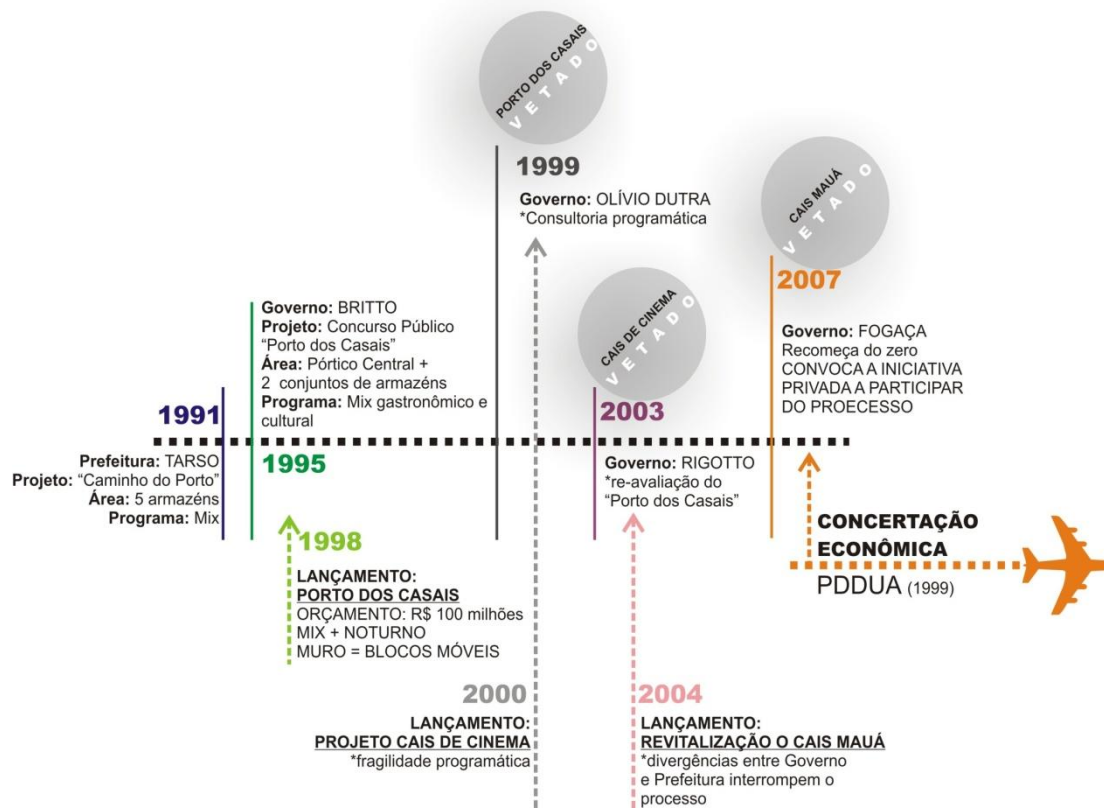 PORTO DOS CASAIS
VETADO
1999
Governo: OLÍVIO DUTRA
*Consultoria programática
CAIS MAUÁ
VETADO
2007
Governo: FOGAÇA
Recomeça do zero
CONVOCA A INICIATIVA
PRIVADA A PARTICIPAR
DO PROECESSO
CAIS DE CINEMA
VETADO
2003
Governo: RIGOTTO
*re-avaliação do
“Porto dos Casais”
Governo: BRITTO
Projeto: Concurso Público
“Porto dos Casais”
Área: Pórtico Central +
2 conjuntos de armazéns
Programa: Mix gastronômico e
cultural
1995
1991
Prefeitura: TARSO
Projeto: “Caminho do Porto”
Área: 5 armazéns
Programa: Mix
1998
LANÇAMENTO:
PORTO DOS CASAIS
ORÇAMENTO: R$ 100 milhões
MIX + NOTURNO
MURO = BLOCOS MÓVEIS
CONCERTAÇÃO
ECONÔMICA
PDDUA (1999)
2000
LANÇAMENTO:
PROJETO CAIS DE CINEMA
*fragilidade programática
2004
LANÇAMENTO:
REVITALIZAÇÃO O CAIS MAUÁ
*divergências entre Governo
e Prefeitura interrompem o
processo